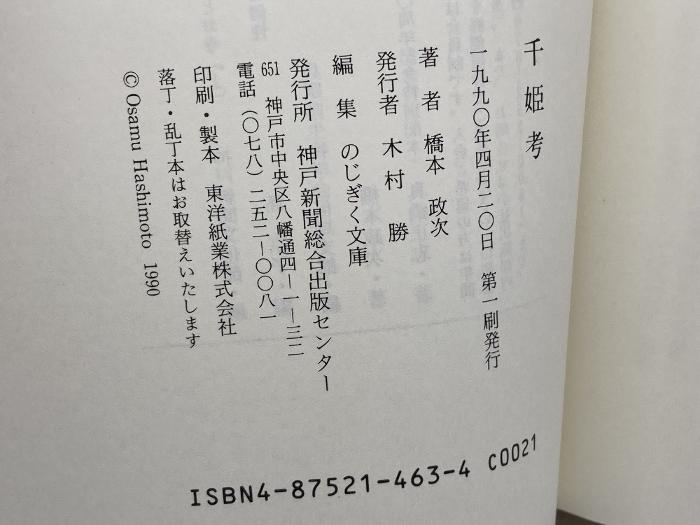 千姫考
一九九〇年四月二〇日 第一刷発行
著者 橋本 政次
発行者 木村 勝
編集 のじぎく文庫
発行所 神戸新聞総合出版センター
651 神戸市中央区八幡通四―一―三二
電話(〇七八)二五二―〇〇八一
印刷・製本 東洋紙業株式会社
落丁・乱丁本はお取替えいたします
© Osamu Hashimoto 1990
ISBN4-87521-463-4 C0021